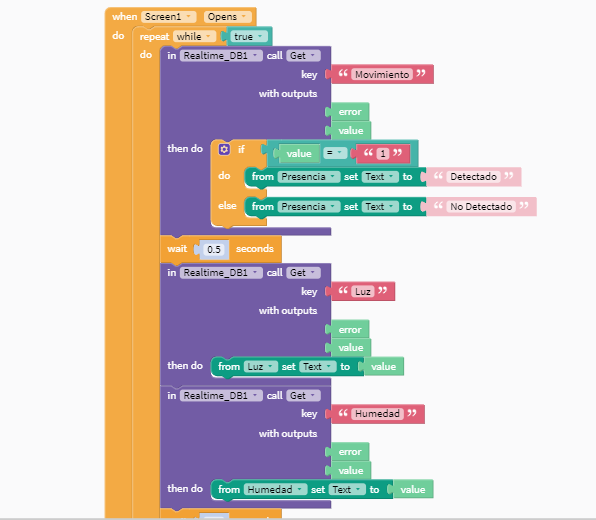 when Screen1 Opens
do repeat while true
do in Realtime_DB1 call Get
key “ Movimiento ”
with outputs
error
value
then do if value = “ 1 ”
do from Presencia set Text to “ Detectado ”
else from Presencia set Text to “ No Detectado ”
wait 0.5 seconds
in Realtime_DB1 call Get
key “ Luz ”
with outputs
error
value
then do from Luz set Text to value
in Realtime_DB1 call Get
key “ Humedad ”
with outputs
error
value
then do from Humedad set Text to value